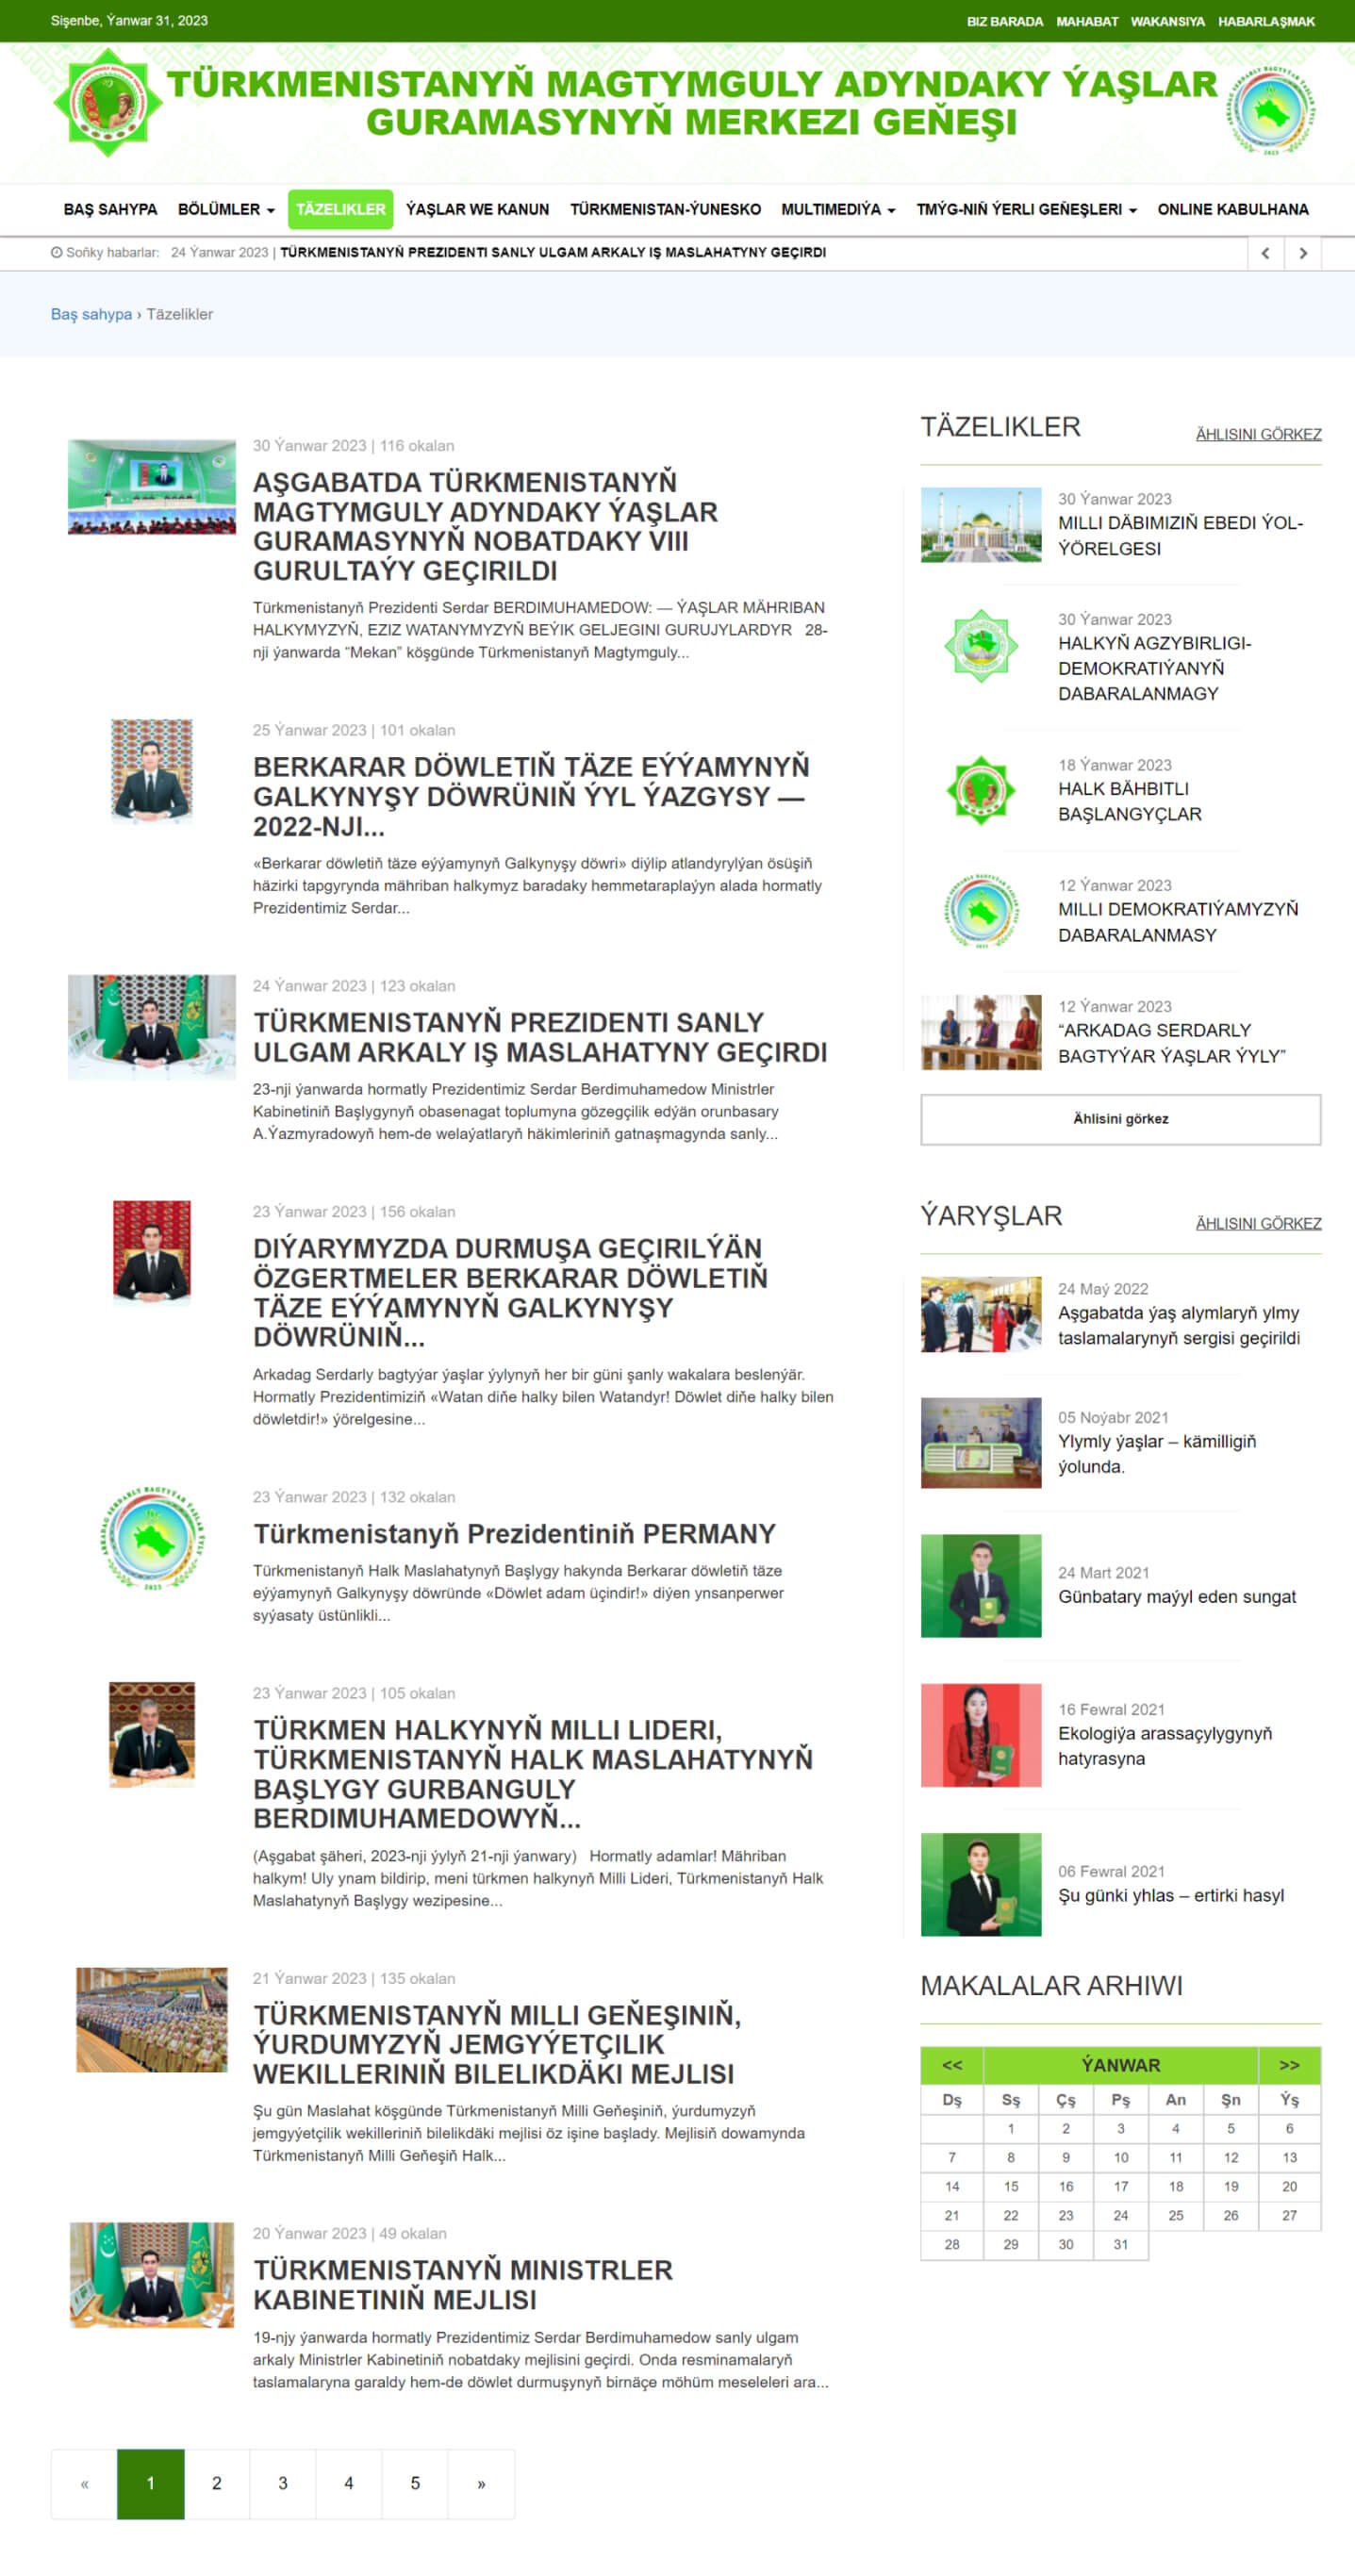 Sişenbe, Ýanwar 31, 2023
BIZ BARADA MAHABAT WAKANSIYA HABARLAŞMAK
TÜRKMENISTANYŇ MAGTYMGULY ADYNDAKY ÝAŞLAR
GURAMASYNYŇ MERKEZI GEŇEŞI
BAŞ SAHYPA BÖLÜMLER TÄZELIKLER ÝAŞLAR WE KANUN TÜRKMENISTAN-ÝUNESKO MULTIMEDIÝA TMÝG-NIŇ ÝERLI GEŇEŞLERI ONLINE KABULHANA
Soňky habarlar: 24 Ýanwar 2023 | TÜRKMENISTANYŇ PREZIDENTI SANLY ULGAM ARKALY IŞ MASLAHATYNY GEÇIRDI
Baş sahypa › Täzelikler
30 Ýanwar 2023 | 116 okalan
AŞGABATDA TÜRKMENISTANYŇ
MAGTYMGULY ADYNDAKY ÝAŞLAR
GURAMASYNYŇ NOBATDAKY VIII
GURULTAÝY GEÇIRILDI
Türkmenistanyň Prezidenti Serdar BERDIMUHAMEDOW: — ÝAŞLAR MÄHRIBAN
HALKYMYZYŇ, EZIZ WATANYMYZYŇ BEÝIK GELJEGINI GURUJYLARDYR 28-
nji ýanwarda “Mekan” köşgünde Türkmenistanyň Magtymguly...
25 Ýanwar 2023 | 101 okalan
BERKARAR DÖWLETIŇ TÄZE EÝÝAMYNYŇ
GALKYNYŞY DÖWRÜNIŇ ÝYL ÝAZGYSY —
2022-NJI...
«Berkarar döwletiň täze eýýamynyň Galkynyşy döwri» diýlip atlandyrylýan ösüşiň
häzirki tapgyrynda mähriban halkymyz baradaky hemmetaraplaýyn alada hormatly
Prezidentimiz Serdar...
24 Ýanwar 2023 | 123 okalan
TÜRKMENISTANYŇ PREZIDENTI SANLY
ULGAM ARKALY IŞ MASLAHATYNY GEÇIRDI
23-nji ýanwarda hormatly Prezidentimiz Serdar Berdimuhamedow Ministrler
Kabinetiniň Başlygynyň obasenagat toplumyna gözegçilik edýän orunbasary
A.Ýazmyradowyň hem-de welaýatlaryň häkimleriniň gatnaşmagynda sanly...
23 Ýanwar 2023 | 156 okalan
DIÝARYMYZDA DURMUŞA GEÇIRILÝÄN
ÖZGERTMELER BERKARAR DÖWLETIŇ
TÄZE EÝÝAMYNYŇ GALKYNYŞY
DÖWRÜNIŇ...
Arkadag Serdarly bagtyýar ýaşlar ýylynyň her bir güni şanly wakalara beslenýär.
Hormatly Prezidentimiziň «Watan diňe halky bilen Watandyr! Döwlet diňe halky bilen
döwletdir!» ýörelgesine...
23 Ýanwar 2023 | 132 okalan
Türkmenistanyň Prezidentiniň PERMANY
Türkmenistanyň Halk Maslahatynyň Başlygy hakynda Berkarar döwletiň täze
eýýamynyň Galkynyşy döwründe «Döwlet adam üçindir!» diýen ynsanperwer
syýasaty üstünlikli...
23 Ýanwar 2023 | 105 okalan
TÜRKMEN HALKYNYŇ MILLI LIDERI,
TÜRKMENISTANYŇ HALK MASLAHATYNYŇ
BAŞLYGY GURBANGULY
BERDIMUHAMEDOWYŇ...
(Aşgabat şäheri, 2023-nji ýylyň 21-nji ýanwary) Hormatly adamlar! Mähriban
halkym! Uly ynam bildirip, meni türkmen halkynyň Milli Lideri, Türkmenistanyň Halk
Maslahatynyň Başlygy wezipesine...
21 Ýanwar 2023 | 135 okalan
TÜRKMENISTANYŇ MILLI GEŇEŞINIŇ,
ÝURDUMYZYŇ JEMGYÝETÇILIK
WEKILLERINIŇ BILELIKDÄKI MEJLISI
Şu gün Maslahat köşgünde Türkmenistanyň Milli Geňeşiniň, ýurdumyzyň
jemgyýetçilik wekilleriniň bilelikdäki mejlisi öz işine başlady. Mejlisiň dowamynda
Türkmenistanyň Milli Geňeşiň Halk...
20 Ýanwar 2023 | 49 okalan
TÜRKMENISTANYŇ MINISTRLER
KABINETINIŇ MEJLISI
19-njy ýanwarda hormatly Prezidentimiz Serdar Berdimuhamedow sanly ulgam
arkaly Ministrler Kabinetiniň nobatdaky mejlisini geçirdi. Onda resminamalaryň
taslamalaryna garaldy hem-de döwlet durmuşynyň birnäçe möhüm meseleleri ara...
« 1 2 3 4 5 »
TÄZELIKLER ÄHLISINI GÖRKEZ
30 Ýanwar 2023
MILLI DÄBIMIZIŇ EBEDI ÝOL-
ÝÖRELGESI
30 Ýanwar 2023
HALKYŇ AGZYBIRLIGI-
DEMOKRATIÝANYŇ
DABARALANMAGY
18 Ýanwar 2023
HALK BÄHBITLI
BAŞLANGYÇLAR
12 Ýanwar 2023
MILLI DEMOKRATIÝAMYZYŇ
DABARALANMASY
12 Ýanwar 2023
“ARKADAG SERDARLY
BAGTYÝAR ÝAŞLAR ÝYLY”
Ählisini görkez
ÝARYŞLAR ÄHLISINI GÖRKEZ
24 Maý 2022
Aşgabatda ýaş alymlaryň ylmy
taslamalarynyň sergisi geçirildi
05 Noýabr 2021
Ylymly ýaşlar – kämilligiň
ýolunda.
24 Mart 2021
Günbatary maýyl eden sungat
16 Fewral 2021
Ekologiýa arassaçylygynyň
hatyrasyna
06 Fewral 2021
Şu günki yhlas – ertirki hasyl
MAKALALAR ARHIWI
<< ÝANWAR >>
Dş Sş Çş Pş An Şn Ýş
1 2 3 4 5 6
7 8 9 10 11 12 13
14 15 16 17 18 19 20
21 22 23 24 25 26 27
28 29 30 31